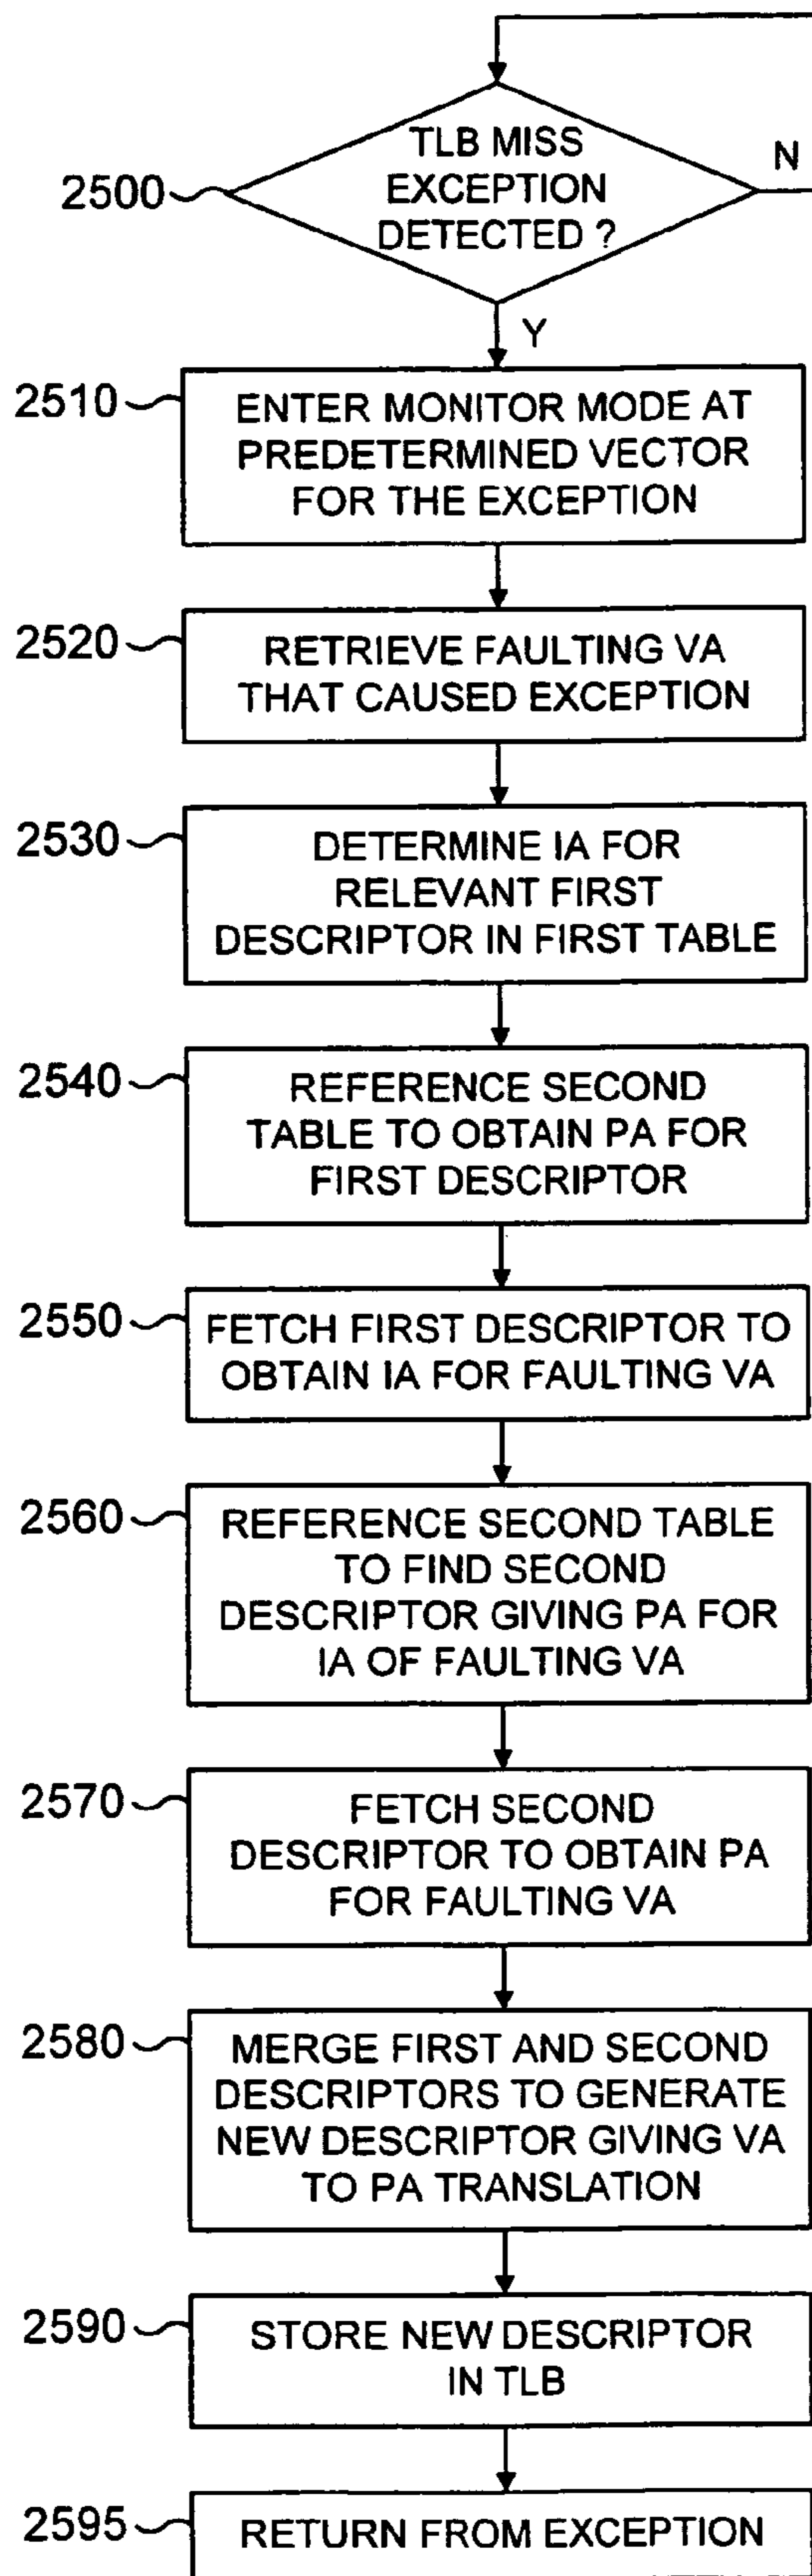 TLB MISS
EXCEPTION
DETECTED ?
N
2500
Y
2510
ENTER MONITOR MODE AT
PREDETERMINED VECTOR
FOR THE EXCEPTION
2520
RETRIEVE FAULTING VA
THAT CAUSED EXCEPTION
2530
DETERMINE IA FOR
RELEVANT FIRST
DESCRIPTOR IN FIRST TABLE
2540
REFERENCE SECOND
TABLE TO OBTAIN PA FOR
FIRST DESCRIPTOR
2550
FETCH FIRST DESCRIPTOR TO
OBTAIN IA FOR FAULTING VA
2560
REFERENCE SECOND TABLE
TO FIND SECOND
DESCRIPTOR GIVING PA FOR
IA OF FAULTING VA
2570
FETCH SECOND
DESCRIPTOR TO OBTAIN PA
FOR FAULTING VA
2580
MERGE FIRST AND SECOND
DESCRIPTORS TO GENERATE
NEW DESCRIPTOR GIVING VA
TO PA TRANSLATION
2590
STORE NEW DESCRIPTOR
IN TLB
2595
RETURN FROM EXCEPTION